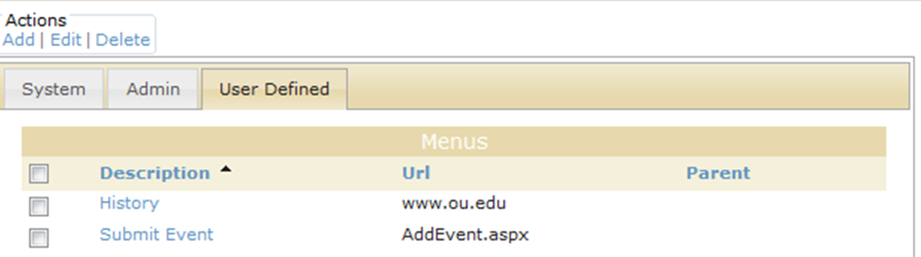 Actions
Add | Edit | Delete
System Admin User Defined
Menus
Description Url Parent
History www.ou.edu
Submit Event AddEvent.aspx